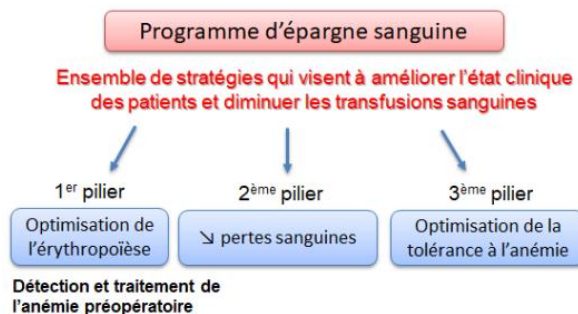 Programme d'épargne sanguine
Ensemble de stratégies qui visent à améliorer l'état clinique
des patients et diminuer les transfusions sanguines
1er pilier
2ème pilier
3ème pilier
Optimisation de
l'érythropoïèse
↘ pertes sanguines
Optimisation de la
tolérance à l'anémie
Détection et traitement de
l'anémie préopératoire